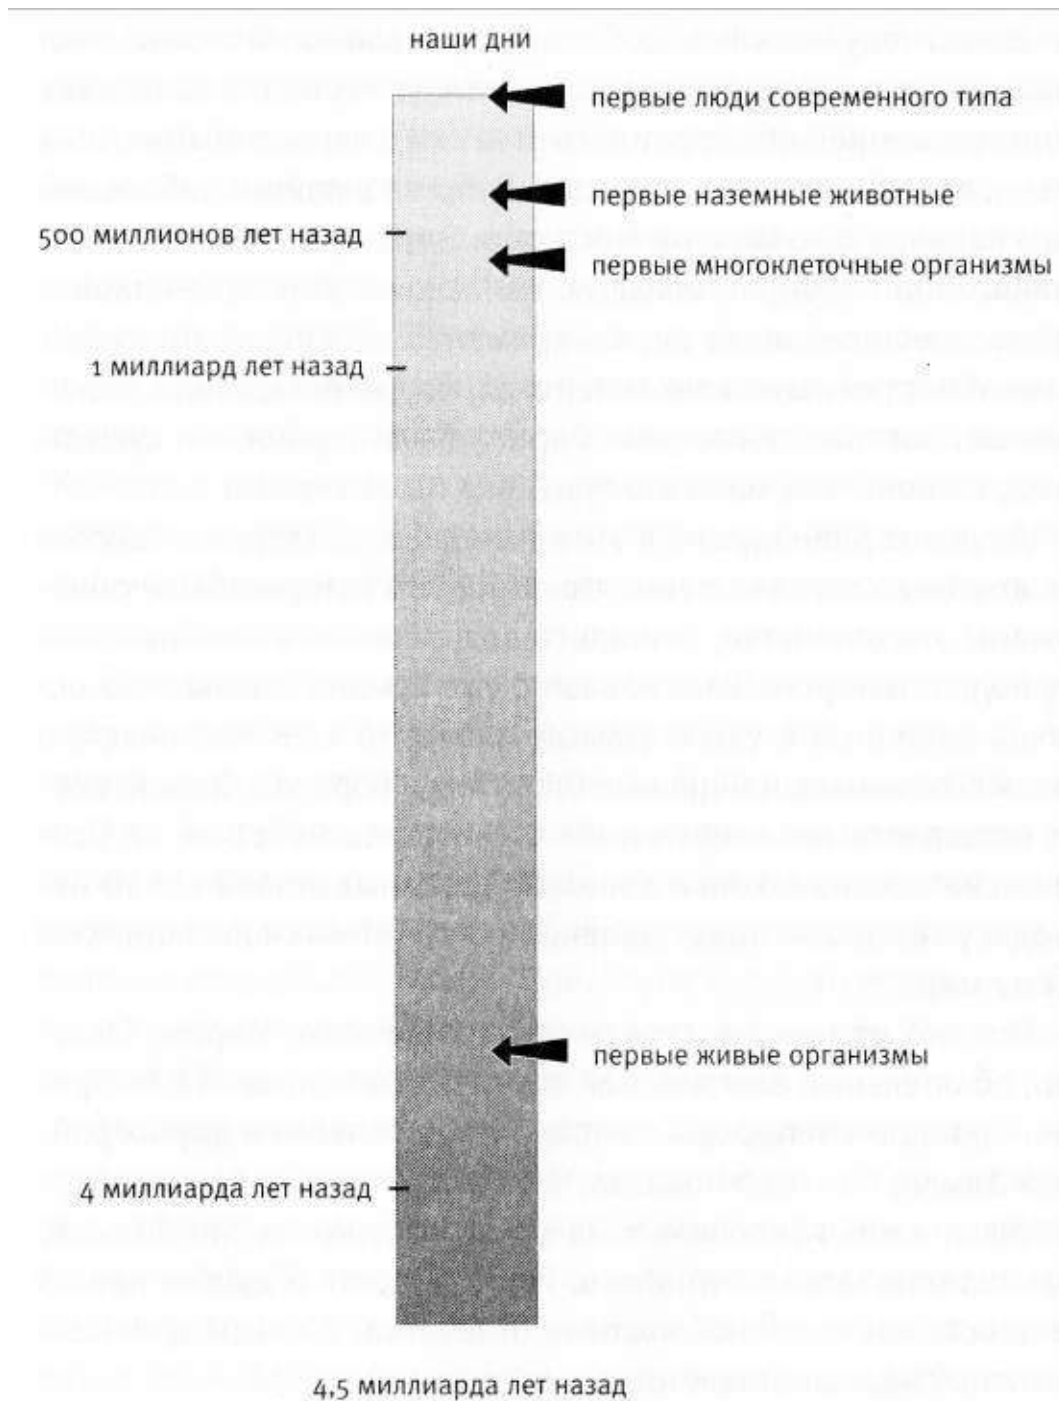 наши дни
первые люди современного типа
первые наземные животные
500 миллионов лет назад
первые многоклеточные организмы
1 миллиард лет назад
первые живые организмы
4 миллиарда лет назад
4,5 миллиарда лет назад